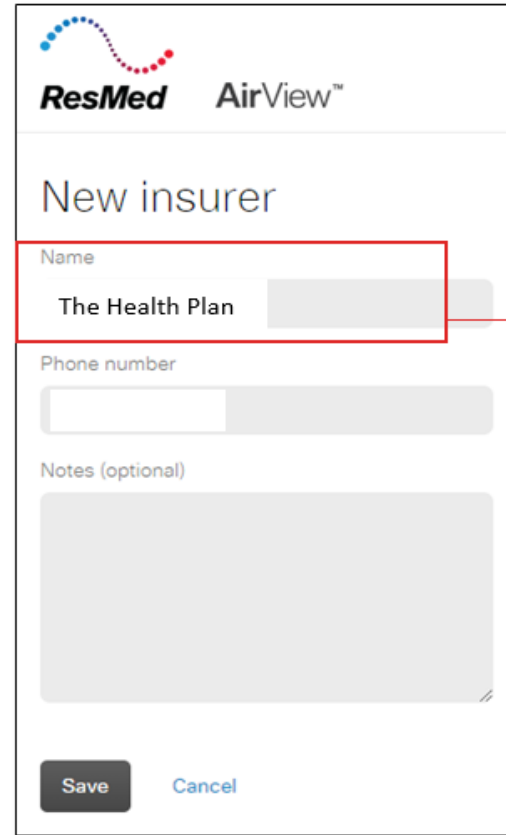 ResMed AirView™
New insurer
Name
The Health Plan
Phone number
Notes (optional)
Save Cancel